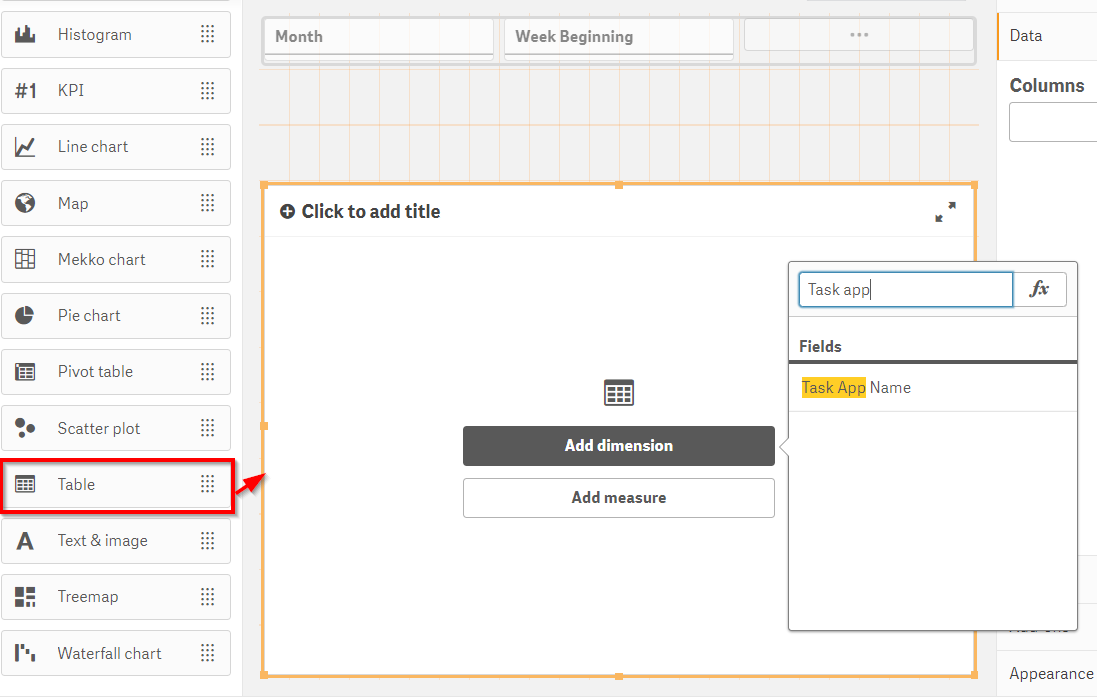 Histogram
#1 KPI
Line chart
Map
Mekko chart
Pie chart
Pivot table
Scatter plot
Table
A Text & image
Treemap
Waterfall chart
Month
Week Beginning
Click to add title
Add dimension
Add measure
Task app
fx
Fields
Task App Name
Data
Columns
Appearance